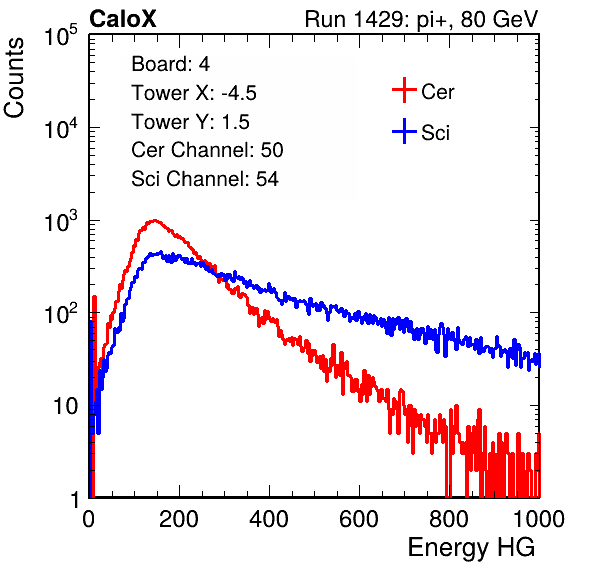 CaloX Run 1429: pi+, 80 GeV
Counts
10^5
10^4
10^3
10^2
10
1
Board: 4
Tower X: -4.5
Tower Y: 1.5
Cer Channel: 50
Sci Channel: 54
Cer
Sci
0 200 400 600 800 1000
Energy HG